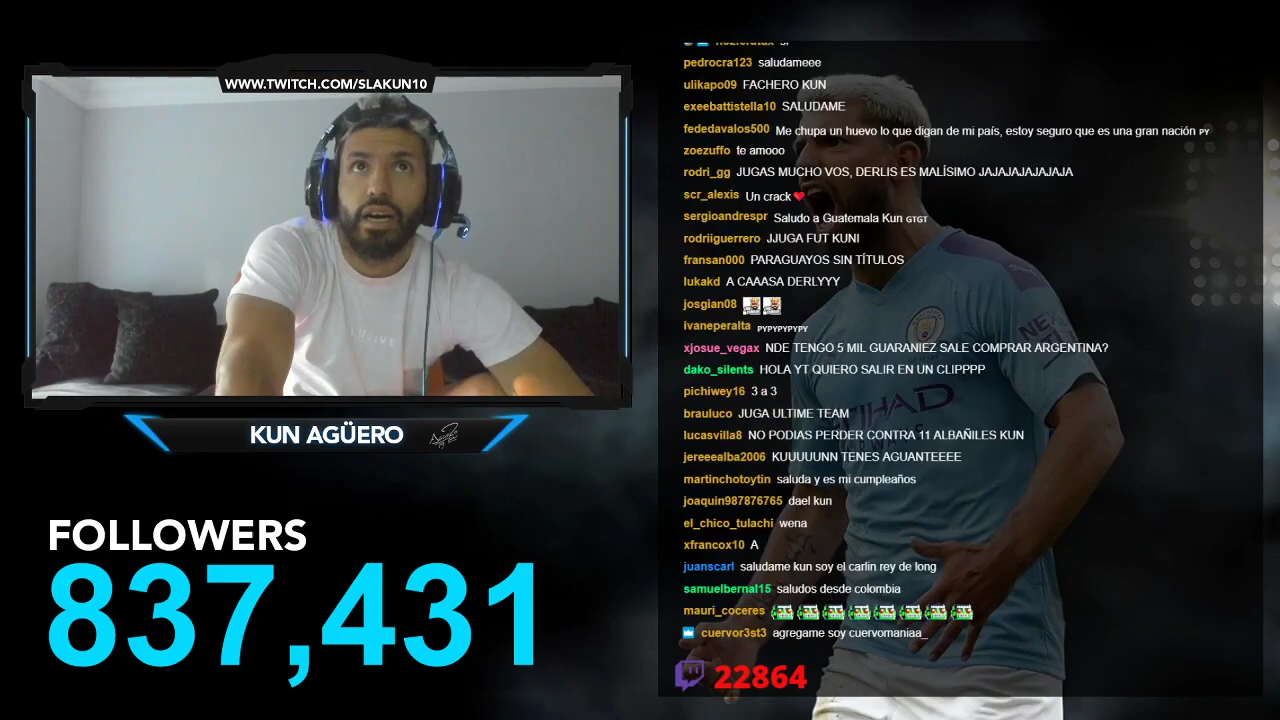 WWW.TWITCH.COM/SLAKUN10
KUN AGÜERO
FOLLOWERS
837,431
pedrocra123 saludameee
ulikapo09 FACHERO KUN
exeebattistella10 SALUDAME
fededavalos500 Me chupa un huevo lo que digan de mi país, estoy seguro que es una gran nación PY
zoezuffo te amooo
rodri_gg JUGAS MUCHO VOS, DERLIS ES MALÍSIMO JAJAJAJAJAJAJA
scr_alexis Un crack ❤
sergioandrespr Saludo a Guatemala Kun GTGT
rodriiguerrero JJUGA FUT KUNI
fransan000 PARAGUAYOS SIN TÍTULOS
lukakd A CAAASA DERLYYY
josgian08
ivaneperalta PYPYPYPYPY
xjosue_vegax NDE TENGO 5 MIL GUARANIEZ SALE COMPRAR ARGENTINA?
dako_silents HOLA YT QUIERO SALIR EN UN CLIPPPP
pichiwey16 3 a 3
brauluco JUGA ULTIME TEAM
lucasvilla8 NO PODIAS PERDER CONTRA 11 ALBAÑILES KUN
jereeealba2006 KUUUUUNN TENES AGUANTEEEE
martinchotoytin saluda y es mi cumpleaños
joaquin987876765 dael kun
el_chico_tulachi wena
xfrancox10 A
juanscarl saludame kun soy el carlin rey de long
samuelbernal15 saludos desde colombia
mauri_coceres
cuervor3st3 agregame soy cuervomaniaa_
22864
ETIHAD